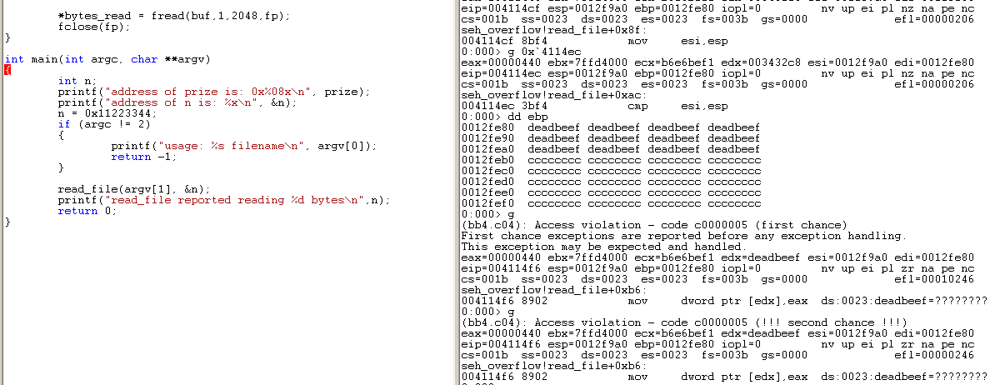 *bytes_read = fread(buf,1,2048,fp);
fclose(fp);
}
int main(int argc, char **argv)
{
int n;
printf("address of prize is: 0x%08x\n", prize);
printf("address of n is: %x\n", &n);
n = 0x11223344;
if (argc != 2)
{
printf("usage: %s filename\n", argv[0]);
return -1;
}
read_file(argv[1], &n);
printf("read_file reported reading %d bytes\n",n);
return 0;
}
eip=004114cf esp=0012f9a0 ebp=0012fe80 iopl=0 nv up ei pl nz na pe nc
cs=001b ss=0023 ds=0023 es=0023 fs=003b gs=0000 efl=00000206
seh_overflow!read_file+0x8f:
004114cf 8bf4 mov esi,esp
0:000> g 0x`4114ec
eax=00000440 ebx=7ffd4000 ecx=b6e6bef1 edx=003432c8 esi=0012f9a0 edi=0012fe80
eip=004114ec esp=0012f9a0 ebp=0012fe80 iopl=0 nv up ei pl nz na pe nc
cs=001b ss=0023 ds=0023 es=0023 fs=003b gs=0000 efl=00000206
seh_overflow!read_file+0xac:
004114ec 3bf4 cmp esi,esp
0:000> dd ebp
0012fe80 deadbeef deadbeef deadbeef deadbeef
0012fe90 deadbeef deadbeef deadbeef deadbeef
0012fea0 deadbeef deadbeef deadbeef deadbeef
0012feb0 cccccccc cccccccc cccccccc cccccccc
0012fec0 cccccccc cccccccc cccccccc cccccccc
0012fed0 cccccccc cccccccc cccccccc cccccccc
0012fee0 cccccccc cccccccc cccccccc cccccccc
0012fef0 cccccccc cccccccc cccccccc cccccccc
0:000> g
(bb4.c04): Access violation - code c0000005 (first chance)
First chance exceptions are reported before any exception handling.
This exception may be expected and handled.
eax=00000440 ebx=7ffd4000 ecx=b6e6bef1 edx=deadbeef esi=0012f9a0 edi=0012fe80
eip=004114f6 esp=0012f9a0 ebp=0012fe80 iopl=0 nv up ei pl zr na pe nc
cs=001b ss=0023 ds=0023 es=0023 fs=003b gs=0000 efl=00010246
seh_overflow!read_file+0xb6:
004114f6 8902 mov dword ptr [edx],eax ds:0023:deadbeef=????????
0:000> g
(bb4.c04): Access violation - code c0000005 (!!! second chance !!!)
eax=00000440 ebx=7ffd4000 ecx=b6e6bef1 edx=deadbeef esi=0012f9a0 edi=0012fe80
eip=004114f6 esp=0012f9a0 ebp=0012fe80 iopl=0 nv up ei pl zr na pe nc
cs=001b ss=0023 ds=0023 es=0023 fs=003b gs=0000 efl=00000246
seh_overflow!read_file+0xb6:
004114f6 8902 mov dword ptr [edx],eax ds:0023:deadbeef=????????